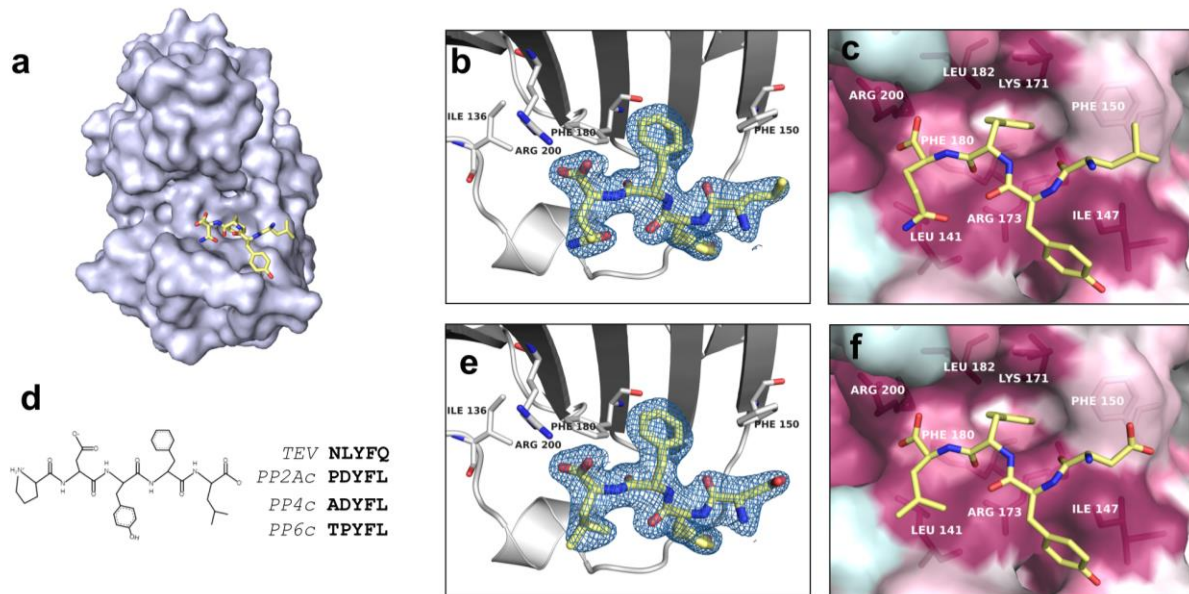 a
b
ILE 136
ARG 200
PHE 180
PHE 150
c
LEU 182
LYS 171
ARG 200
PHE 150
PHE 180
ARG 173
ILE 147
LEU 141
d
O⁻
O
O
H
N
O
H₂N⁺
N
H
O
N
H
O
O⁻
OH
TEV NLYFQ
PP2Ac PDYFL
PP4c ADYFL
PP6c TPYFL
e
ILE 136
ARG 200
PHE 180
PHE 150
f
LEU 182
LYS 171
ARG 200
PHE 150
PHE 180
ARG 173
ILE 147
LEU 141